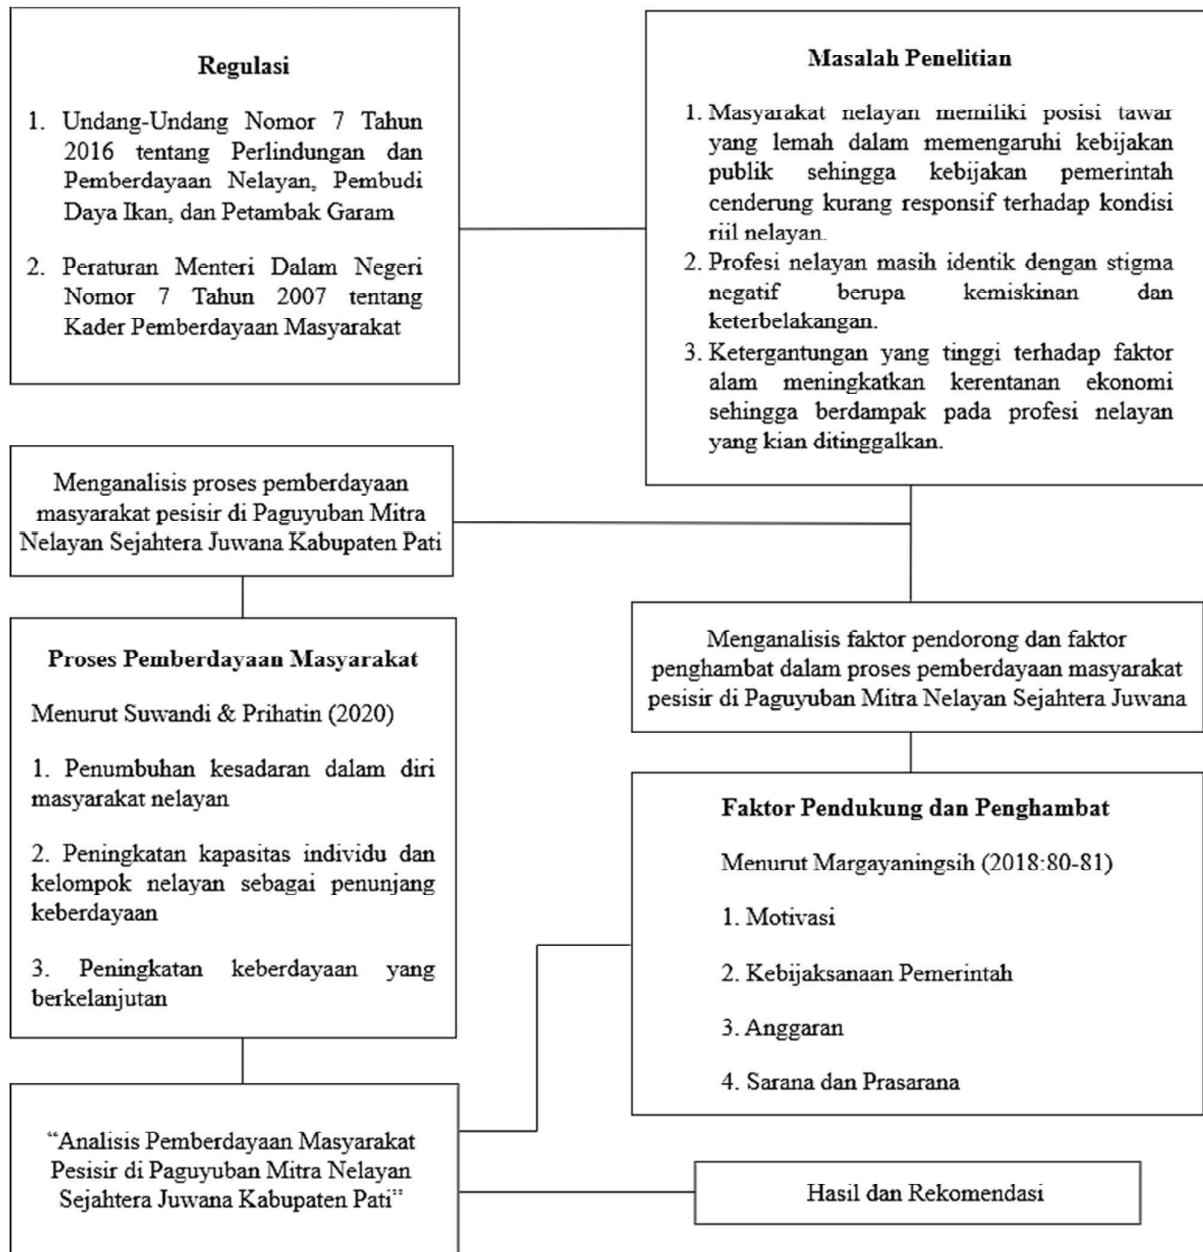 Regulasi
1. Undang-Undang Nomor 7 Tahun
2016 tentang Perlindungan dan
Pemberdayaan Nelayan, Pembudi
Daya Ikan, dan Petambak Garam
2. Peraturan Menteri Dalam Negeri
Nomor 7 Tahun 2007 tentang
Kader Pemberdayaan Masyarakat
Masalah Penelitian
1. Masyarakat nelayan memiliki posisi tawar
yang lemah dalam memengaruhi kebijakan
publik sehingga kebijakan pemerintah
cenderung kurang responsif terhadap kondisi
riil nelayan.
2. Profesi nelayan masih identik dengan stigma
negatif berupa kemiskinan dan
keterbelakangan.
3. Ketergantungan yang tinggi terhadap faktor
alam meningkatkan kerentanan ekonomi
sehingga berdampak pada profesi nelayan
yang kian ditinggalkan.
Menganalisis proses pemberdayaan
masyarakat pesisir di Paguyuban Mitra
Nelayan Sejahtera Juwana Kabupaten Pati
Menganalisis faktor pendorong dan faktor
penghambat dalam proses pemberdayaan masyarakat
pesisir di Paguyuban Mitra Nelayan Sejahtera Juwana
Proses Pemberdayaan Masyarakat
Menurut Suwandi & Prihatin (2020)
1. Penumbuhan kesadaran dalam diri
masyarakat nelayan
2. Peningkatan kapasitas individu dan
kelompok nelayan sebagai penunjang
keberdayaan
3. Peningkatan keberdayaan yang
berkelanjutan
Faktor Pendukung dan Penghambat
Menurut Margayaningsih (2018:80-81)
1. Motivasi
2. Kebijaksanaan Pemerintah
3. Anggaran
4. Sarana dan Prasarana
“Analisis Pemberdayaan Masyarakat
Pesisir di Paguyuban Mitra Nelayan
Sejahtera Juwana Kabupaten Pati“
Hasil dan Rekomendasi